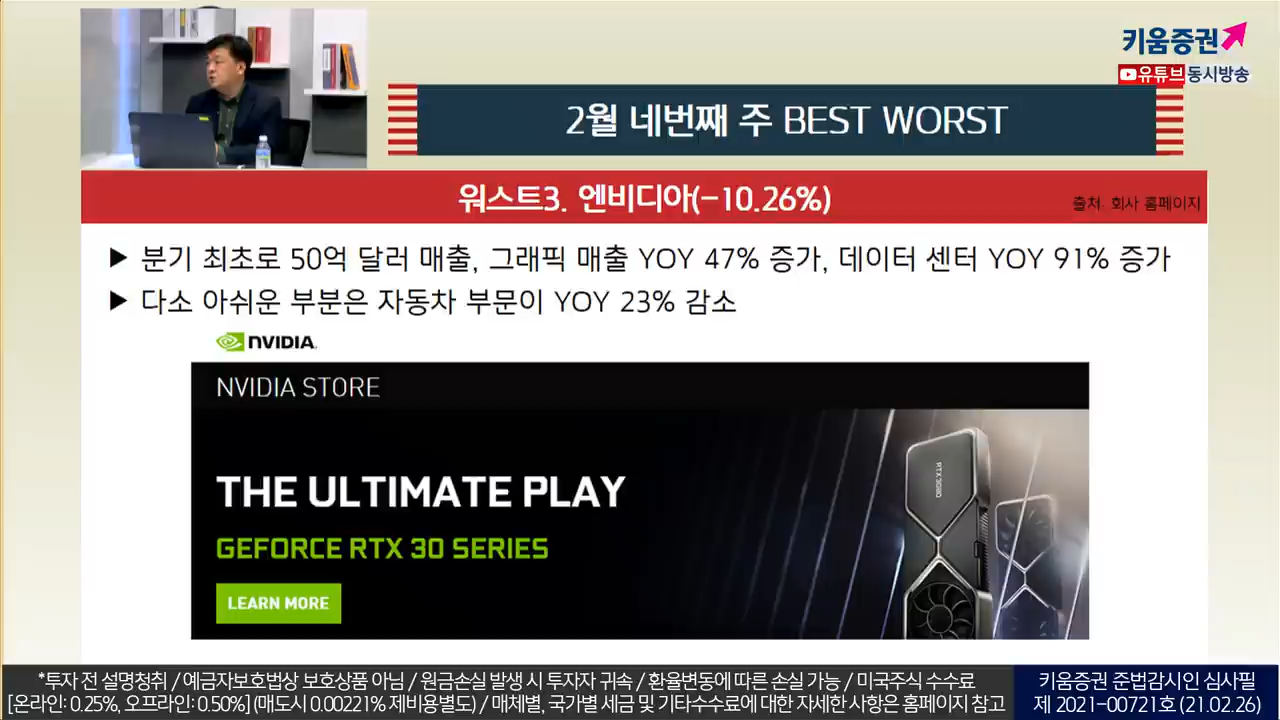 키움증권
유튜브동시방송
2월 네번째 주 BEST WORST
워스트3. 엔비디아(-10.26%)
출처. 회사 홈페이지
▶ 분기 최초로 50억 달러 매출, 그래픽 매출 YOY 47% 증가, 데이터 센터 YOY 91% 증가
▶ 다소 아쉬운 부분은 자동차 부문이 YOY 23% 감소
NVIDIA.
NVIDIA STORE
THE ULTIMATE PLAY
GEFORCE RTX 30 SERIES
LEARN MORE
RTX 3080
*투자 전 설명청취 / 예금자보호법상 보호상품 아님 / 원금손실 발생 시 투자자 귀속 / 환율변동에 따른 손실 가능 / 미국주식 수수료
[온라인: 0.25%, 오프라인: 0.50%] (매도시 0.00221% 제비용별도) / 매체별, 국가별 세금 및 기타수수료에 대한 자세한 사항은 홈페이지 참고
키움증권 준법감시인 심사필
제 2021-00721호 (21.02.26)